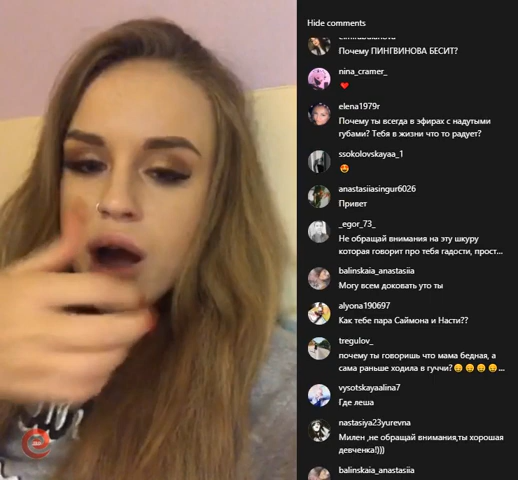 Hide comments
Почему ПИНГВИНОВА БЕСИТ?
nina_cramer_
elena1979r
Почему ты всегда в эфирах с надутыми
губами? Тебя в жизни что то радует?
ssokolovskayaa_1
anastasiiasingur6026
Привет
_egor_73_
Не обращай внимания на эту шкуру
которая говорит про тебя гадости, прост...
balinskaia_anastasiia
Могу всем доковать уто ты
alyona190697
Как тебе пара Саймона и Насти??
tregulov_
почему ты говоришь что мама бедная, а
сама раньше ходила в гуччи?😄😄😄😄...
vysotskayaalina7
Где леша
nastasiya23yurevna
Милен ,не обращай внимания,ты хорошая
девченка!)))
balinskaia_anastasiia